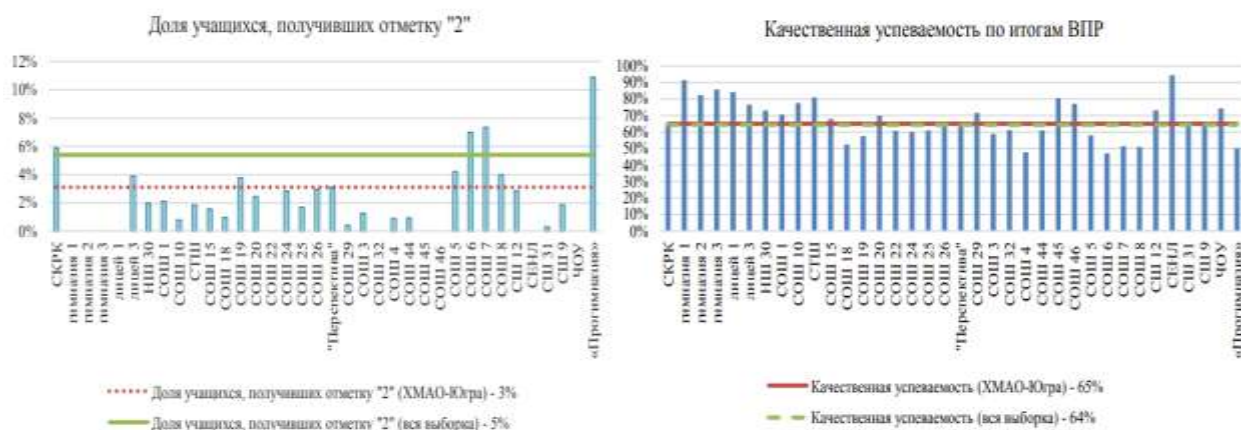 Доля учащихся, получивших отметку "2"
12%
10%
8%
6%
4%
2%
0%
СКРК
гимназия 1
гимназия 2
гимназия 3
лицей 1
лицей 3
НШ 30
СОШ 1
СОШ 10
СТШ
СОШ 15
СОШ 18
СОШ 19
СОШ 20
СОШ 22
СОШ 24
СОШ 25
СОШ 26
"Перспектива"
СОШ 29
СОШ 3
СОШ 32
СОШ 4
СОШ 44
СОШ 45
СОШ 46
СОШ 5
СОШ 6
СОШ 7
СОШ 8
СШ 12
СЕНЛ
СШ 31
СШ 9
ЧОУ
«Прогимназия»
Доля учащихся, получивших отметку "2" (ХМАО-Югра) - 3%
Доля учащихся, получивших отметку "2" (вся выборка) - 5%
Качественная успеваемость по итогам ВПР
100%
90%
80%
70%
60%
50%
40%
30%
20%
10%
0%
СКРК
гимназия 1
гимназия 2
гимназия 3
лицей 1
лицей 3
НШ 30
СОШ 1
СОШ 10
СТШ
СОШ 15
СОШ 18
СОШ 19
СОШ 20
СОШ 22
СОШ 24
СОШ 25
СОШ 26
"Перспектива"
СОШ 29
СОШ 3
СОШ 32
СОШ 4
СОШ 44
СОШ 45
СОШ 46
СОШ 5
СОШ 6
СОШ 7
СОШ 8
СШ 12
СЕНЛ
СШ 31
СШ 9
ЧОУ
«Прогимназия»
Качественная успеваемость (ХМАО-Югра) - 65%
Качественная успеваемость (вся выборка) - 64%